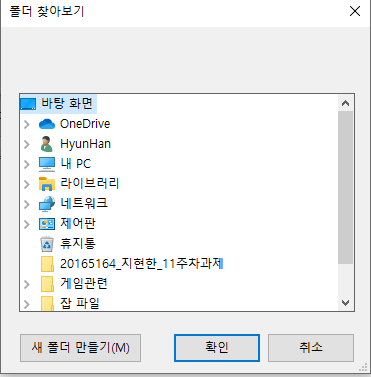 폴더 찾아보기
바탕 화면
OneDrive
HyunHan
내 PC
라이브러리
네트워크
제어판
휴지통
20165164_지현한_11주차과제
게임관련
잡 파일
새 폴더 만들기(M)
확인
취소